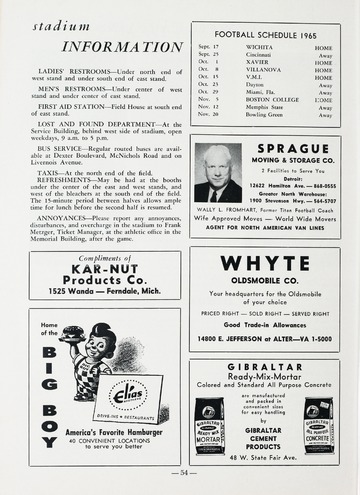 stadium
INFORMATION
LADIES' RESTROOMS—Under north end of
west stand and under south end of east stand.
MEN'S RESTROOMS—Under center of west
stand and under center of east stand.
FIRST AID STATION—Field House at south end
of east stand.
LOST AND FOUND DEPARTMENT—At the
Service Building, behind west side of stadium, open
weekdays, 9 a.m. to 5 p.m.
BUS SERVICE—Regular routed buses are avail-
able at Dexter Boulevard, McNichols Road and on
Livernois Avenue.
TAXIS—At the north end of the field.
REFRESHMENTS—May be had at the booths
under the center of the east and west stands, and
west of the bleachers at the south end of the field.
The 15-minute period between halves allows ample
time for lunch before the second half is resumed.
ANNOYANCES—Please report any annoyances,
disturbances, and overcharging in the stadium to Frank
Metzger, Ticket Manager, at the athletic office in the
Memorial Building, after the game.
Compliments of
KAR-NUT
Products Co.
1525 Wanda — Ferndale, Mich.
Home
of the
BIG
BOY
Elias
DRIVE-INS • RESTAURANTS
America's Favorite Hamburger
40 CONVENIENT LOCATIONS
to serve you better
FOOTBALL SCHEDULE 1965
Sept. 17 WICHITA HOME
Sept. 25 Cincinnati Away
Oct. 1 XAVIER HOME
Oct. 8 VILLANOVA HOME
Oct. 15 V.M.I. HOME
Oct. 23 Dayton Away
Oct. 29 Miami, Fla. Away
Nov. 5 BOSTON COLLEGE HOME
Nov. 12 Memphis State Away
Nov. 20 Bowling Green Away
SPRAGUE
MOVING & STORAGE CO.
2 Facilities to Serve You
Detroit:
12622 Hamilton Ave. — 868-0555
Greater North Warehouse:
1900 Stevenson Hwy. — 564-5707
WALLY L. FROMHART, Former Titan Football Coach
Wife Approved Moves — World Wide Movers
AGENT FOR NORTH AMERICAN VAN LINES
WHYTE
OLDSMOBILE CO.
Your headquarters for the Oldsmobile
of your choice
PRICED RIGHT — SOLD RIGHT — SERVED RIGHT
Good Trade-in Allowances
14800 E. JEFFERSON at ALTER—VA 1-5000
GIBRALTAR
Ready-Mix-Mortar
Colored and Standard All Purpose Concrete
GIBRALTAR
READY MIX
MORTAR
are manufactured
and packed in
convenient sizes
for easy handling
by
GIBRALTAR
CEMENT
PRODUCTS
GIBRALTAR
ALL PURPOSE
CONCRETE
48 W. State Fair Ave.
— 54 —